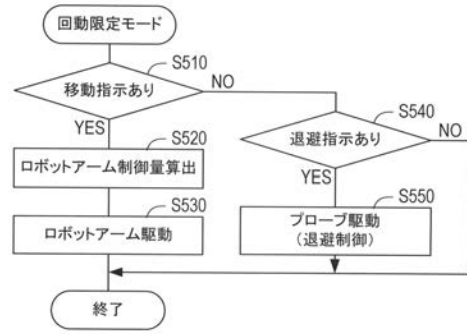 回動限定モード
S510
移動指示あり
NO
YES
S520
ロボットアーム制御量算出
S530
ロボットアーム駆動
S540
退避指示あり
NO
YES
S550
プローブ駆動
(退避制御)
終了